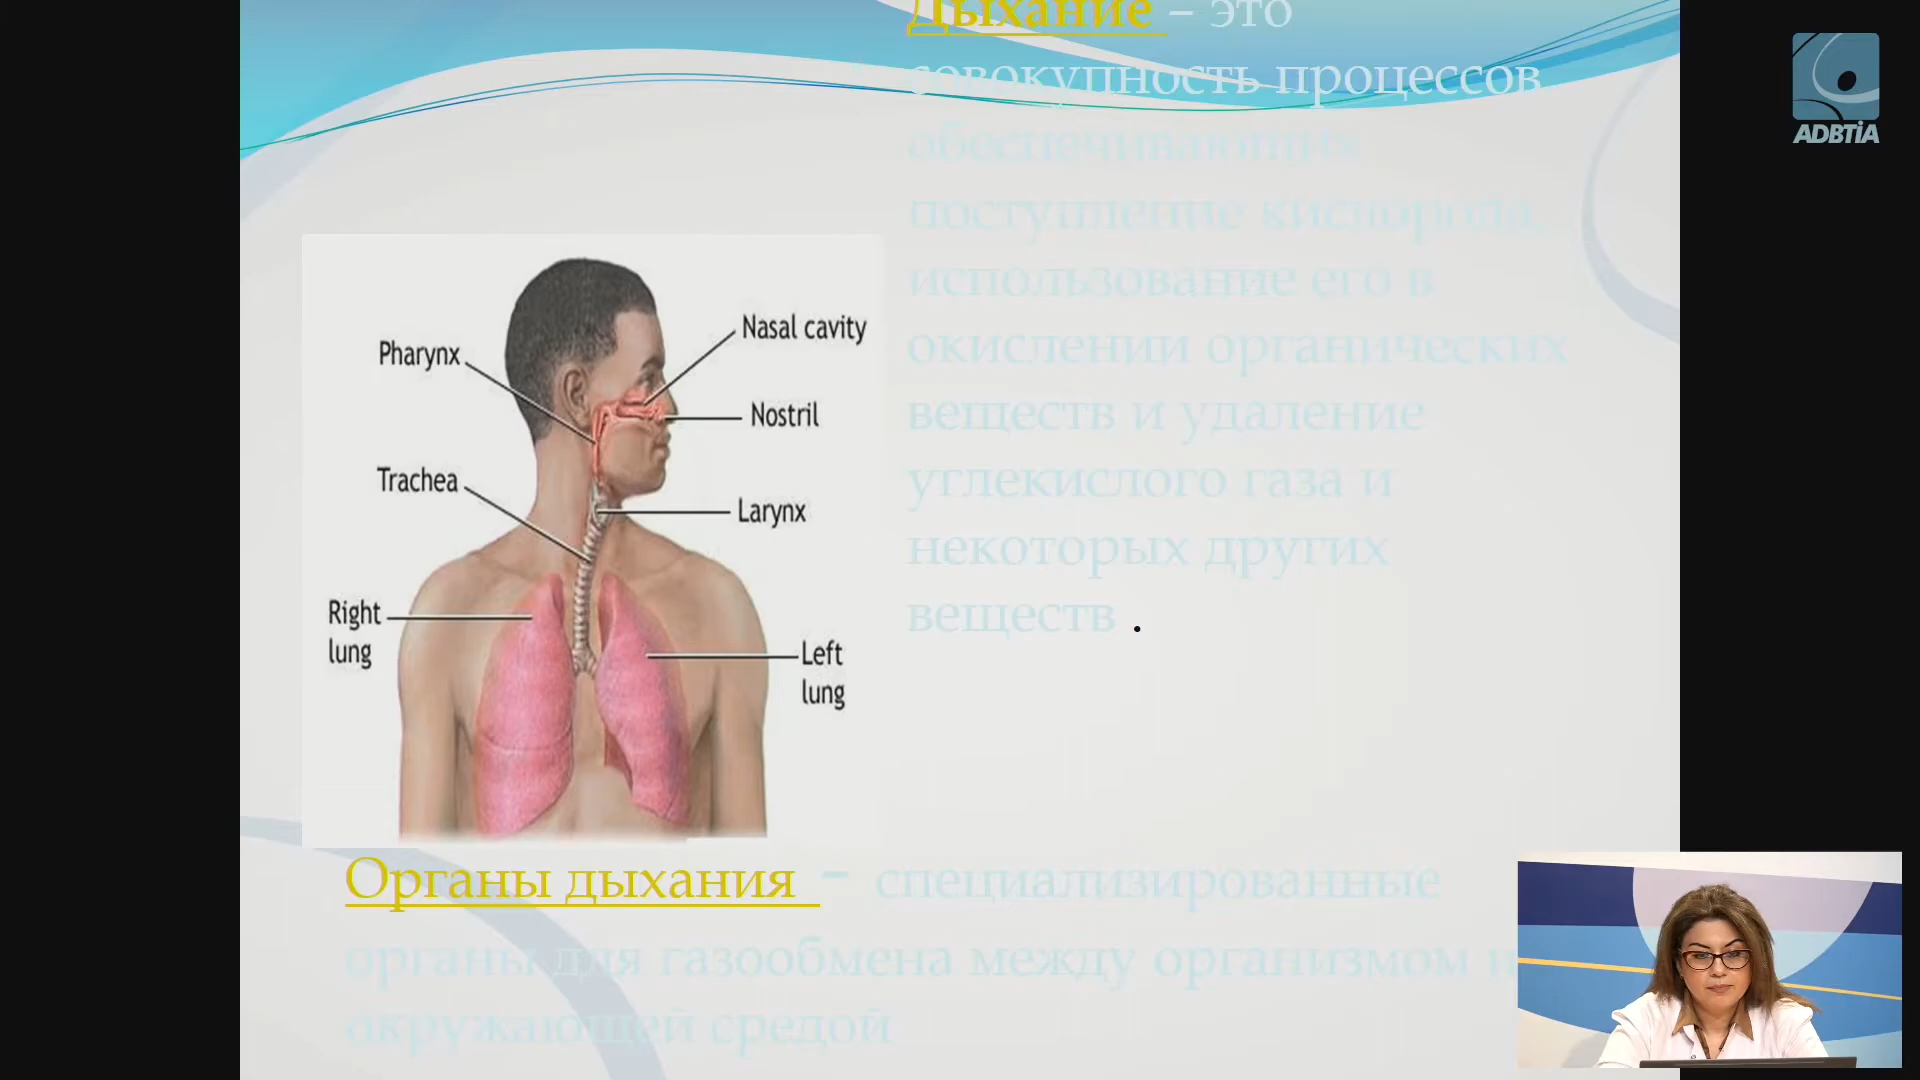 Дыхание – это
совокупность процессов
обеспечивающих
поступление кислорода,
использование его в
окислении органических
веществ и удаление
углекислого газа и
некоторых других
веществ .
ADBTİA
Nasal cavity
Pharynx
Nostril
Trachea
Larynx
Right
lung
Left
lung
Органы дыхания – специализированные
органы для газообмена между организмом и
окружающей средой